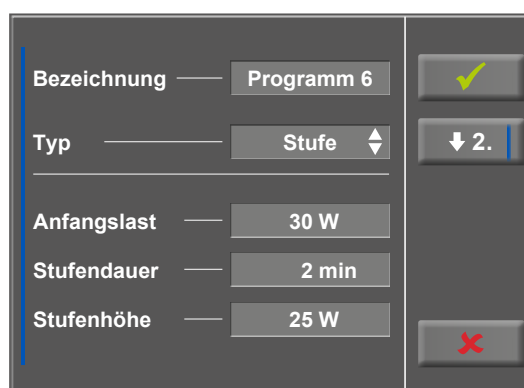 Bezeichnung Programm 6
Typ Stufe
2.
Anfangslast 30 W
Stufendauer 2 min
Stufenhöhe 25 W